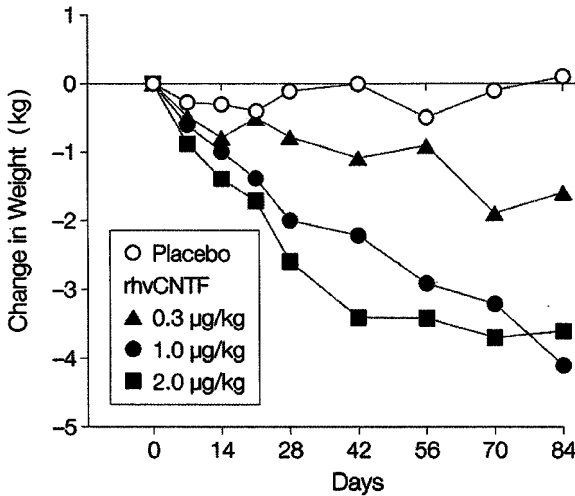 1
0
−1
−2
−3
−4
−5
Change in Weight (kg)
Placebo
rhvCNTF
0.3 µg/kg
1.0 µg/kg
2.0 µg/kg
0 14 28 42 56 70 84
Days